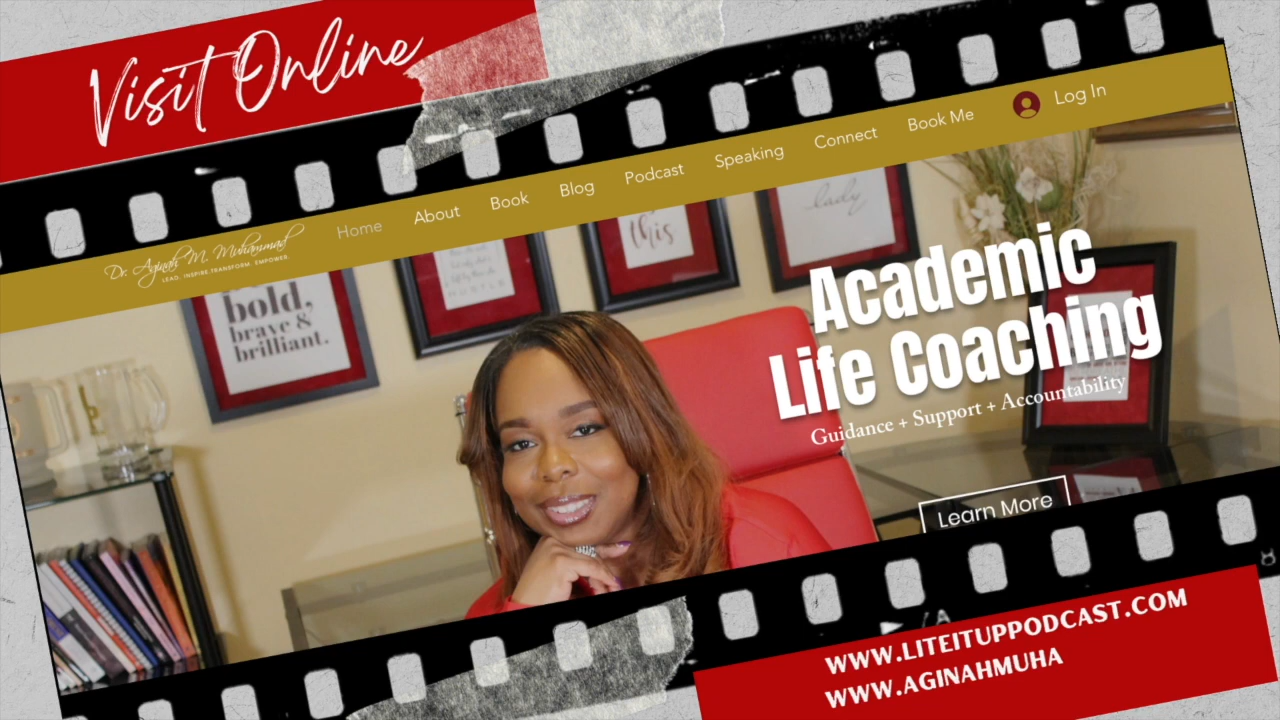 Visit Online
Dr. Aginah M. Muhammad
LEAD. INSPIRE. TRANSFORM. EMPOWER.
Home About Book Blog Podcast Speaking Connect Book Me Log In
bold,
brave &
brilliant.
HUSTLE
this
lady
Academic
Life Coaching
Guidance + Support + Accountability
Learn More
WWW.LITEITUPPODCAST.COM
WWW.AGINAHMUHA